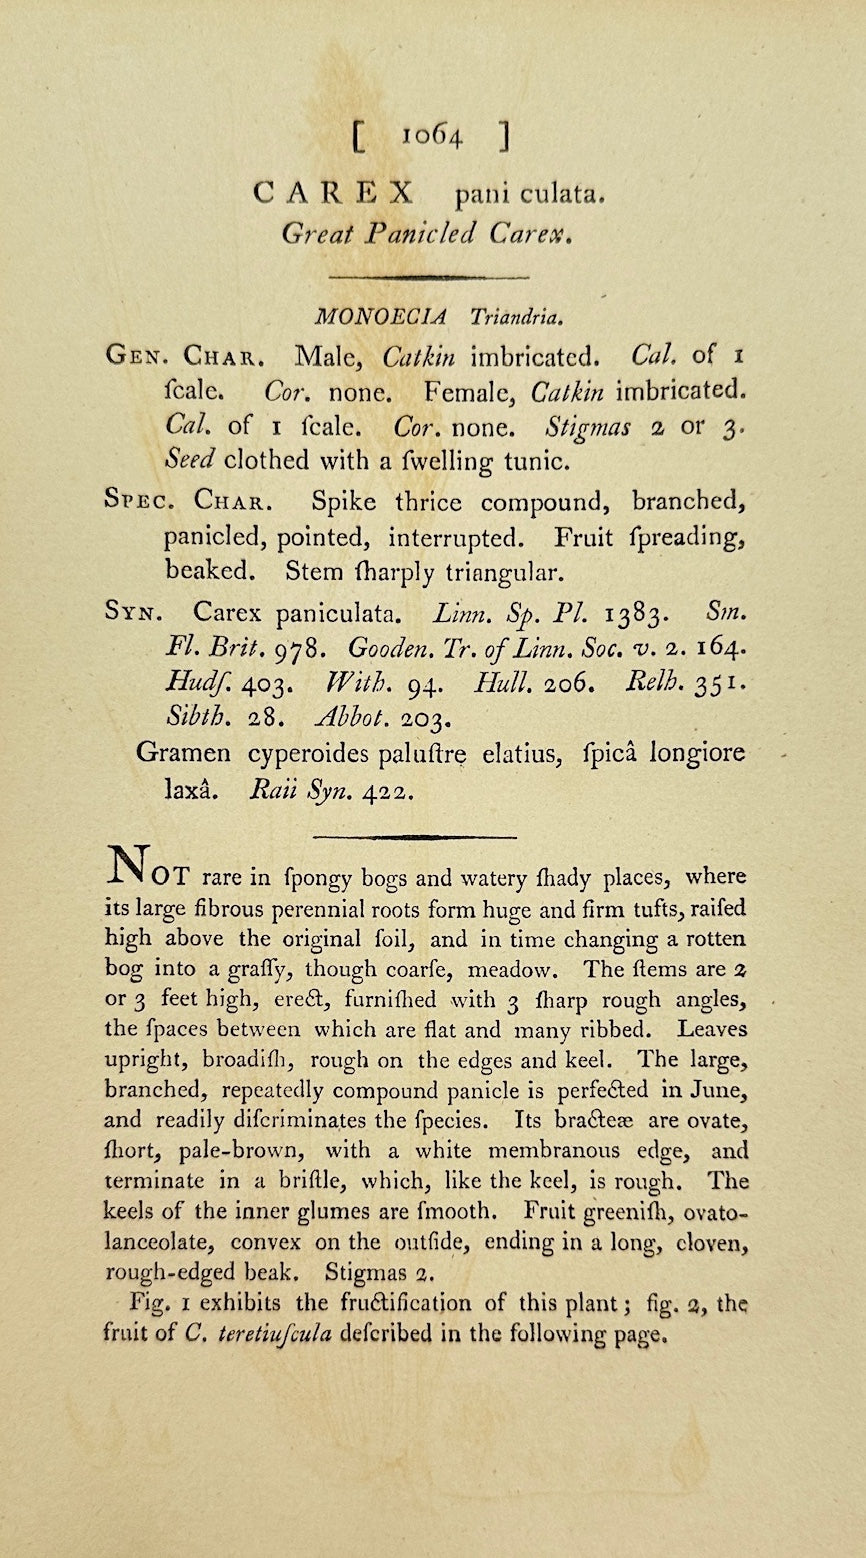 [ 1064 ]
CAREX pani culata.
Great Panicled Carex.
MONOECIA Triandria.
GEN. CHAR. Male, Catkin imbricated. Cal. of 1
ſcale. Cor. none. Female, Catkin imbricated.
Cal. of 1 ſcale. Cor. none. Stigmas 2 or 3.
Seed clothed with a ſwelling tunic.
SPEC. CHAR. Spike thrice compound, branched,
panicled, pointed, interrupted. Fruit ſpreading,
beaked. Stem ſharply triangular.
SYN. Carex paniculata. Linn. Sp. Pl. 1383. Sm.
Fl. Brit. 978. Gooden. Tr. of Linn. Soc. v. 2. 164.
Hudſ. 403. With. 94. Hull. 206. Relh. 351.
Sibth. 28. Abbot. 203.
Gramen cyperoides paluſtre elatius, ſpicâ longiore
laxâ. Raii Syn. 422.
NOT rare in ſpongy bogs and watery ſhady places, where
its large fibrous perennial roots form huge and firm tufts, raiſed
high above the original ſoil, and in time changing a rotten
bog into a graſſy, though coarſe, meadow. The ſtems are 2
or 3 feet high, erect, furniſhed with 3 ſharp rough angles,
the ſpaces between which are flat and many ribbed. Leaves
upright, broadiſh, rough on the edges and keel. The large,
branched, repeatedly compound panicle is perfected in June,
and readily diſcriminates the ſpecies. Its bracteæ are ovate,
ſhort, pale-brown, with a white membranous edge, and
terminate in a briſtle, which, like the keel, is rough. The
keels of the inner glumes are ſmooth. Fruit greeniſh, ovato-
lanceolate, convex on the outſide, ending in a long, cloven,
rough-edged beak. Stigmas 2.
Fig. 1 exhibits the fructification of this plant; fig. 2, the
fruit of C. teretiuſcula deſcribed in the following page.